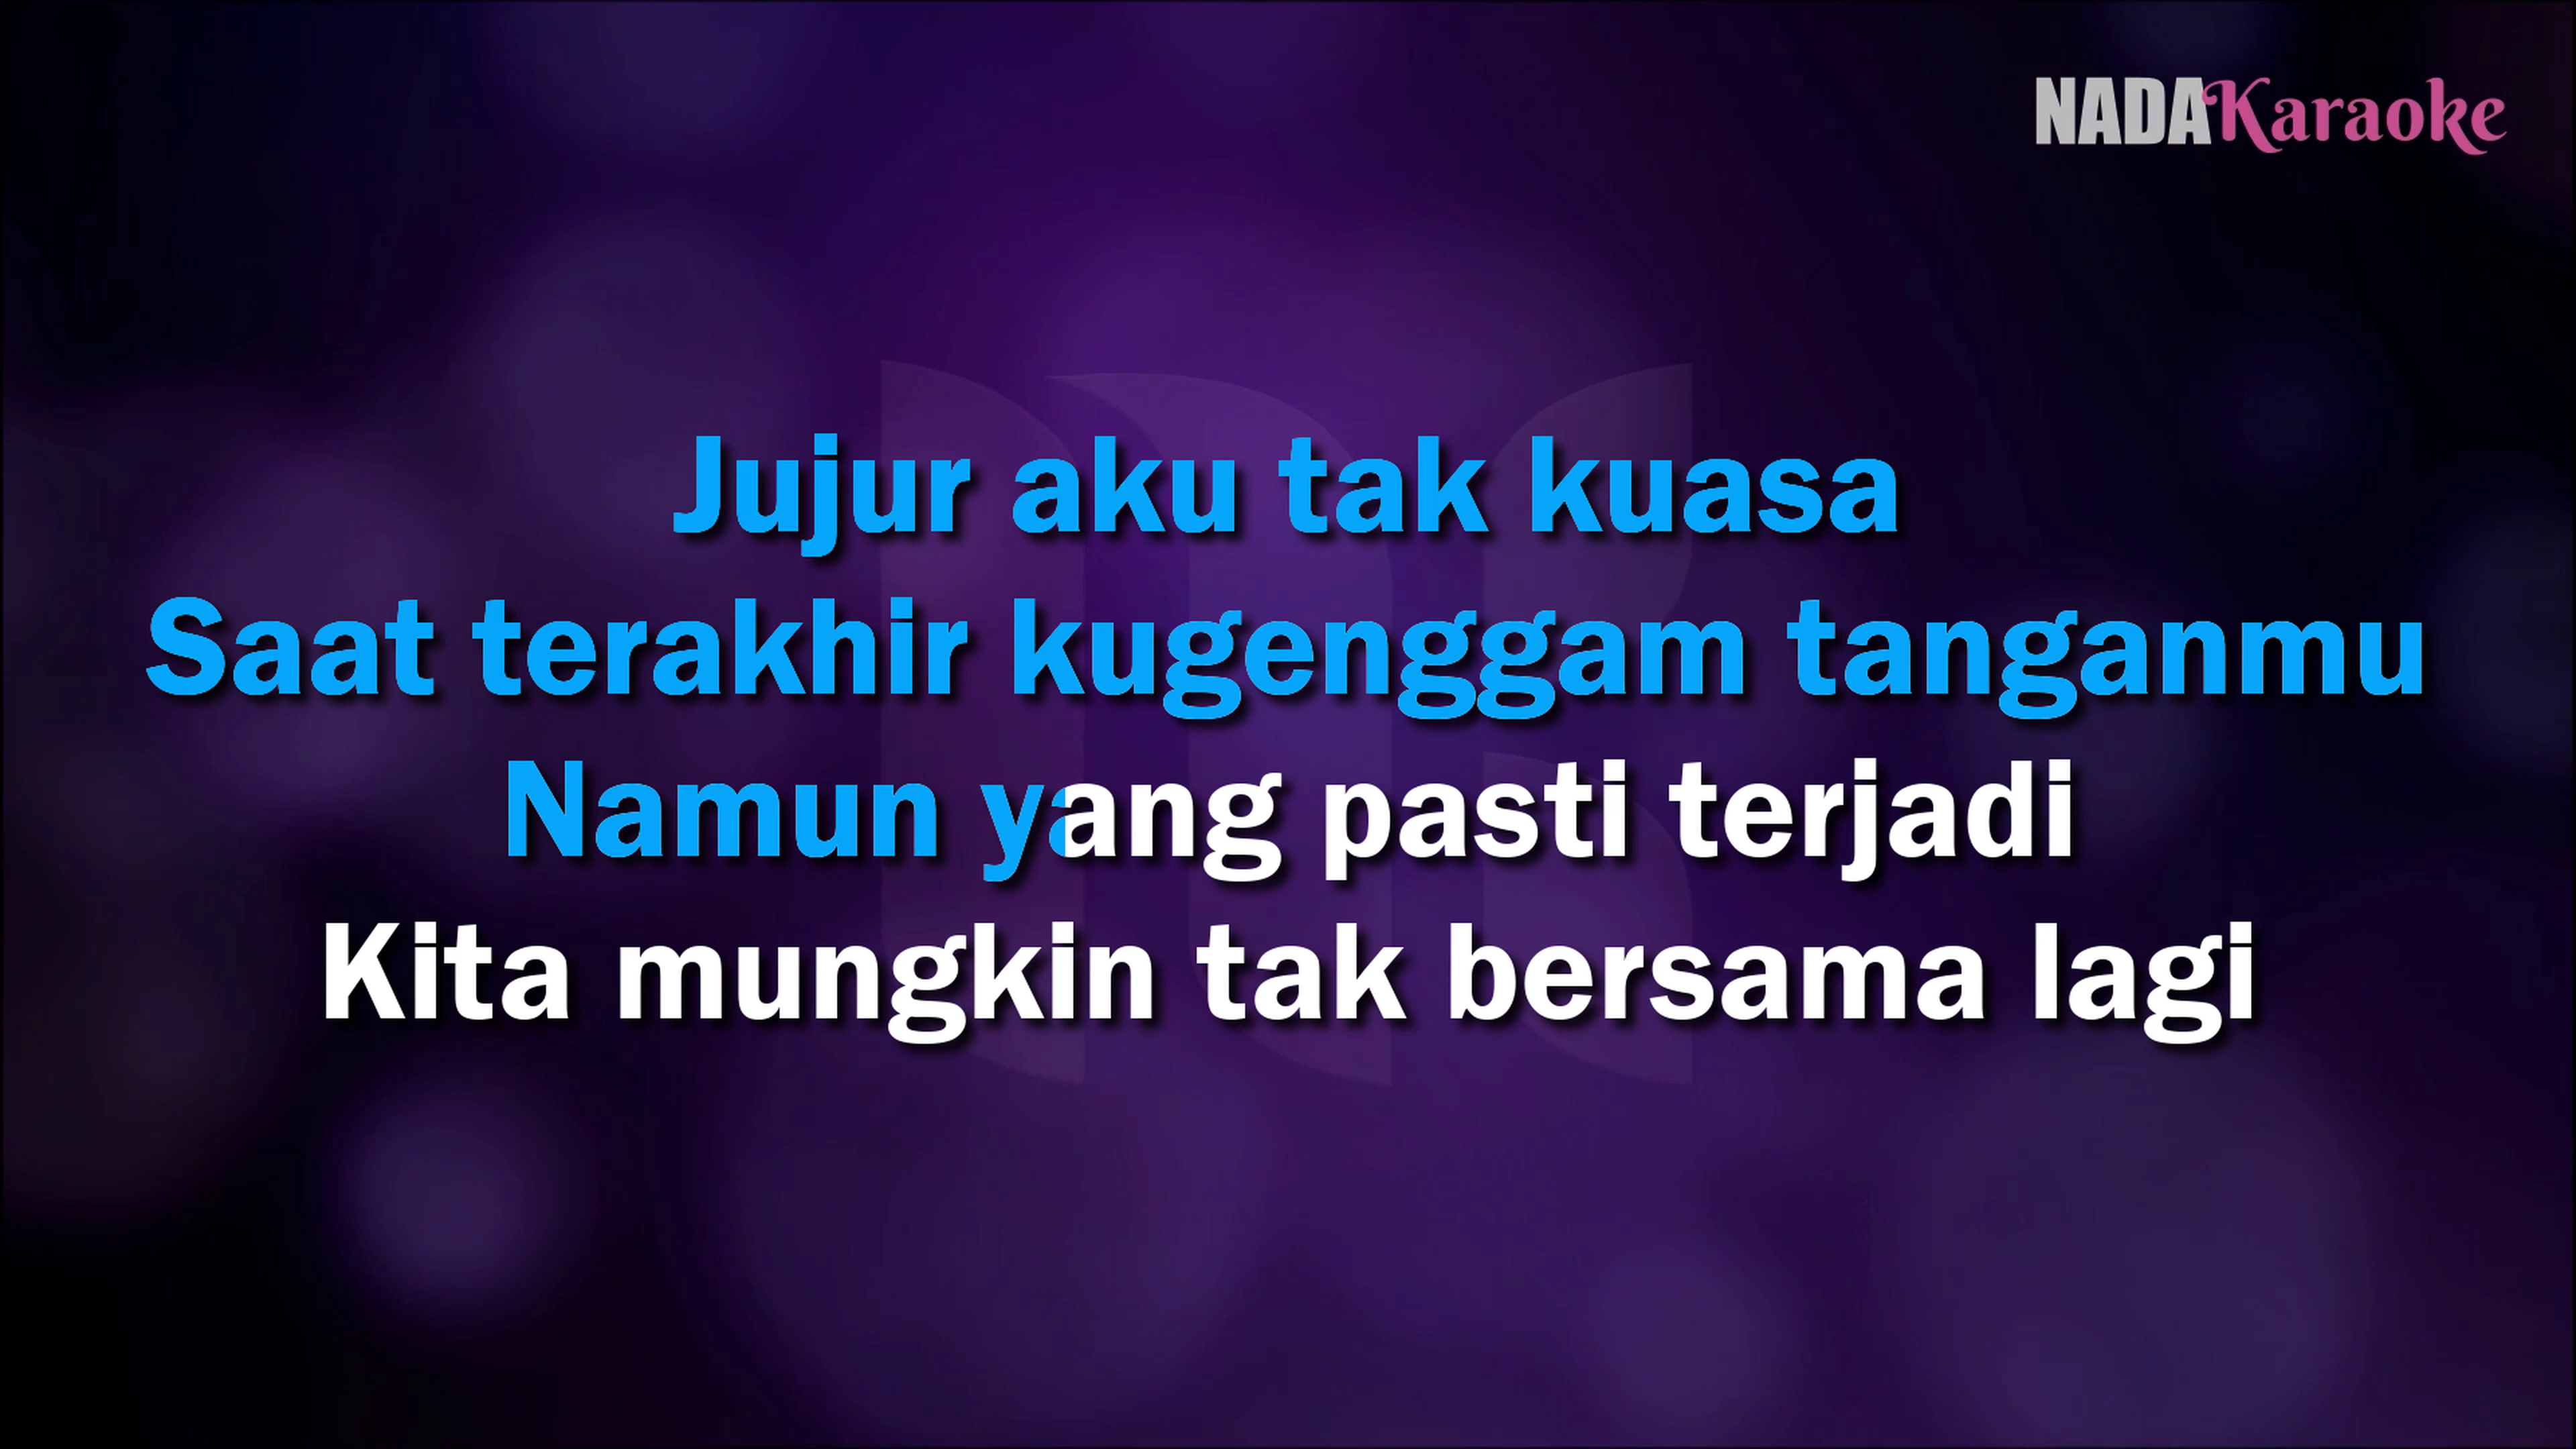 NADAKaraoke
Jujur aku tak kuasa
Saat terakhir kugenggam tanganmu
Namun yang pasti terjadi
Kita mungkin tak bersama lagi